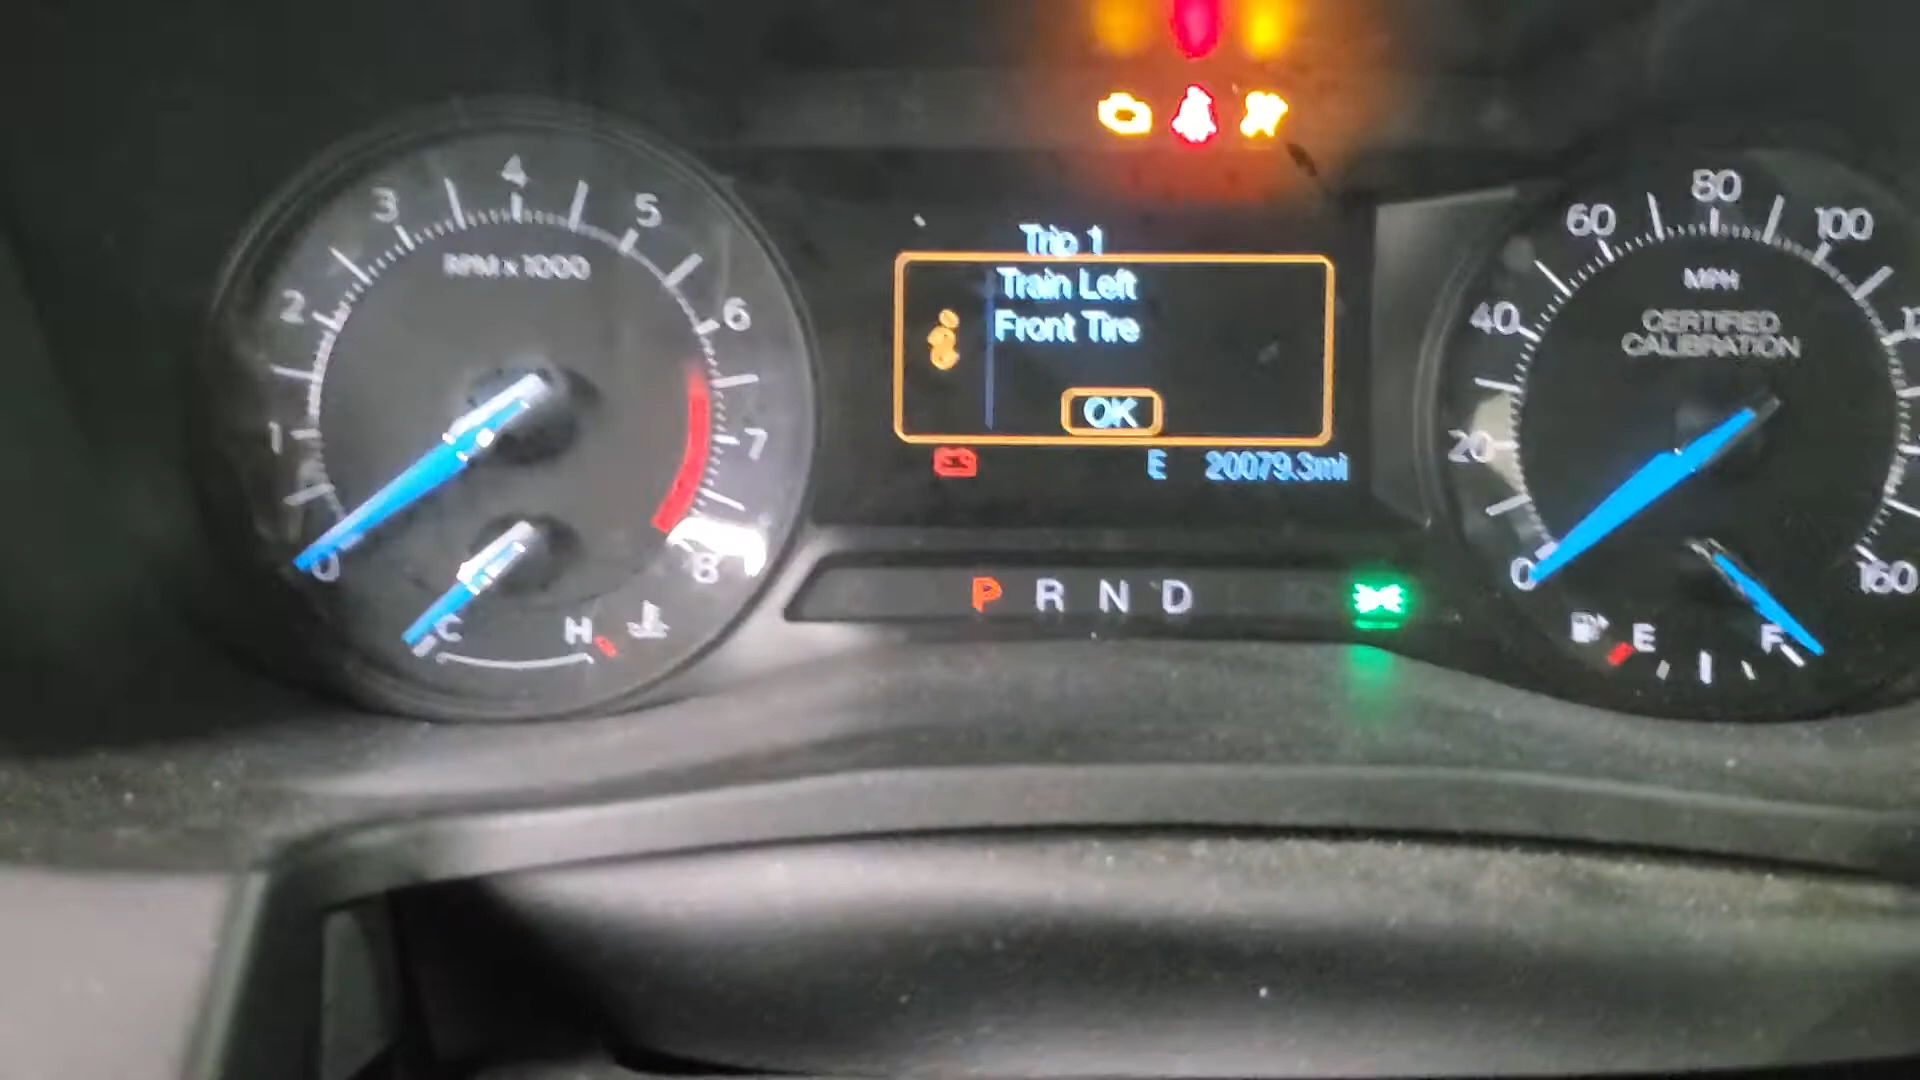 4
3
5
RPM x 1000
2
6
1
7
0
8
C
H
Trip 1
Train Left
Front Tire
OK
E 20079.3mi
P R N D
80
60
100
MPH
40
CERTIFIED
CALIBRATION
20
0
160
E
F